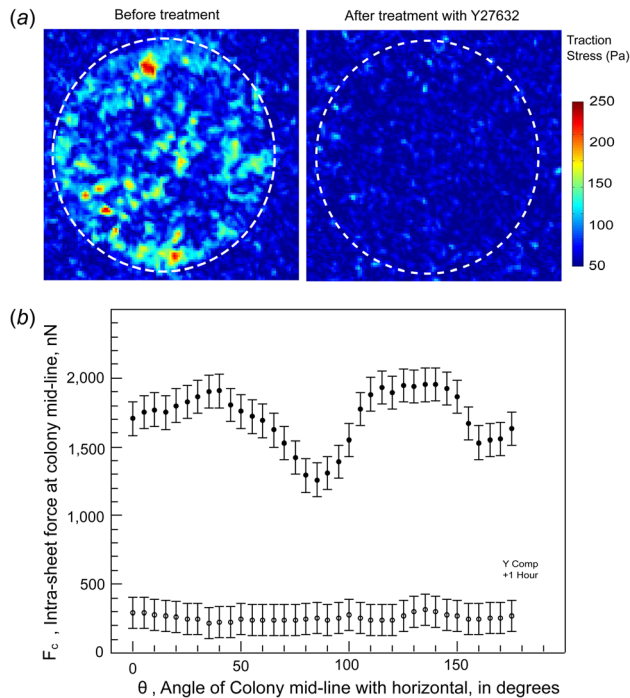 (a)
Before treatment
After treatment with Y27632
Traction
Stress (Pa)
250
200
150
100
50
(b)
F_c , Intra-sheet force at colony mid-line, nN
2,000
1,500
1,000
500
0
Y Comp
+1 Hour
0
50
100
150
θ , Angle of Colony mid-line with horizontal, in degrees